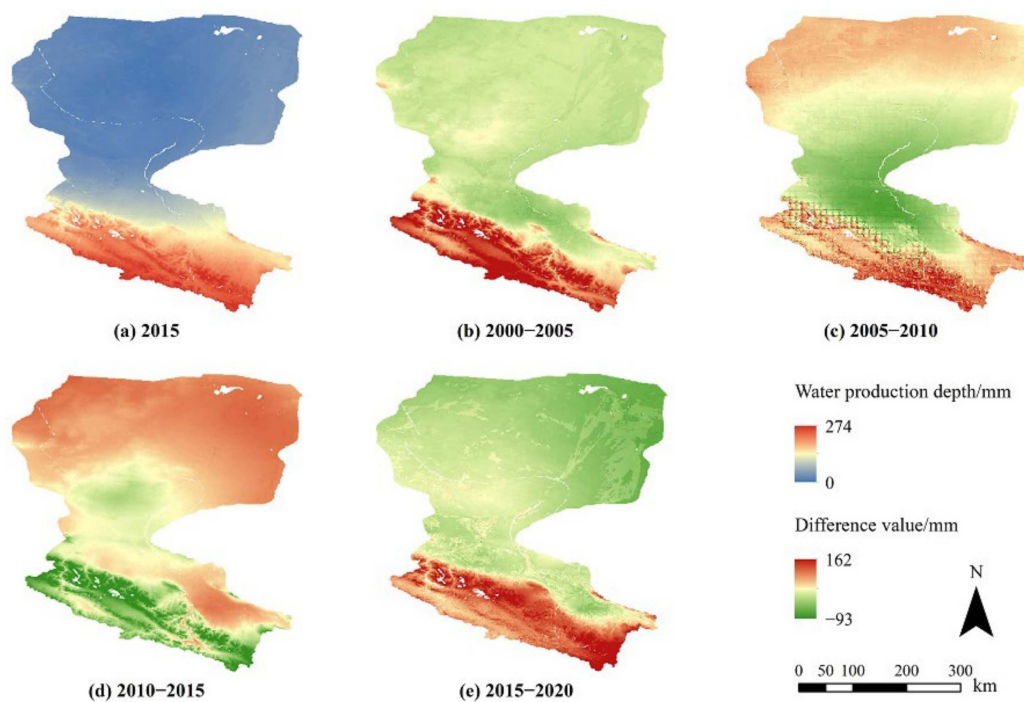 (a) 2015
(b) 2000−2005
(c) 2005−2010
(d) 2010−2015
(e) 2015−2020
Water production depth/mm
274
0
Difference value/mm
162
−93
N
0 50 100 200 300
km